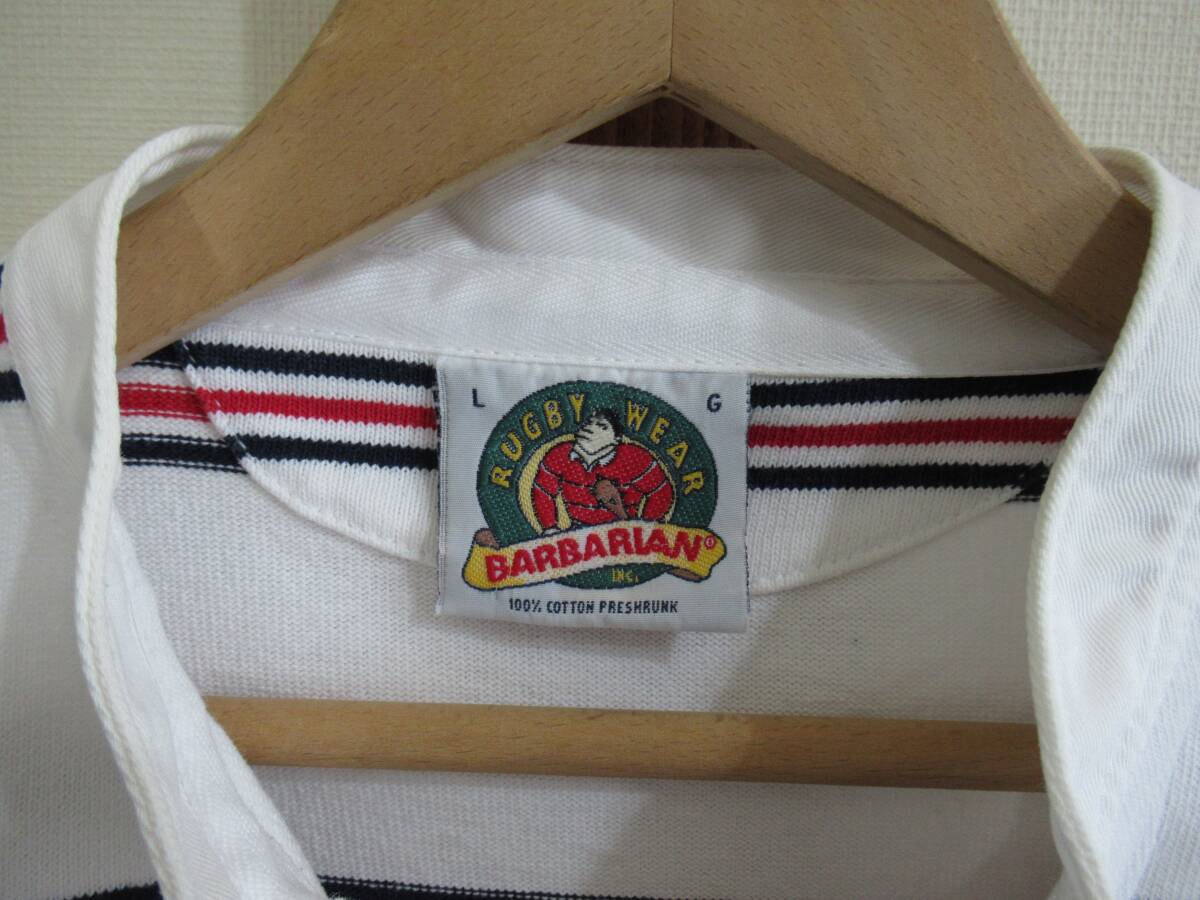 L G
RUGBY WEAR
BARBARIAN®
INC.
100% COTTON PRESHRUNK